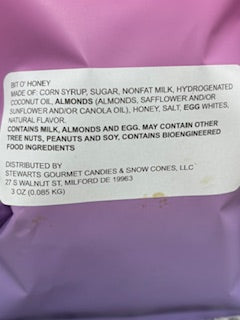 BIT O' HONEY
MADE OF: CORN SYRUP, SUGAR, NONFAT MILK, HYDROGENATED
COCONUT OIL, ALMONDS (ALMONDS, SAFFLOWER AND/OR
SUNFLOWER AND/OR CANOLA OIL), HONEY, SALT, EGG WHITES,
NATURAL FLAVOR.
CONTAINS MILK, ALMONDS AND EGG. MAY CONTAIN OTHER
TREE NUTS, PEANUTS AND SOY, CONTAINS BIOENGINEERED
FOOD INGREDIENTS
DISTRIBUTED BY
STEWARTS GOURMET CANDIES & SNOW CONES, LLC
27 S WALNUT ST, MILFORD DE 19963
3 OZ (0.085 KG)